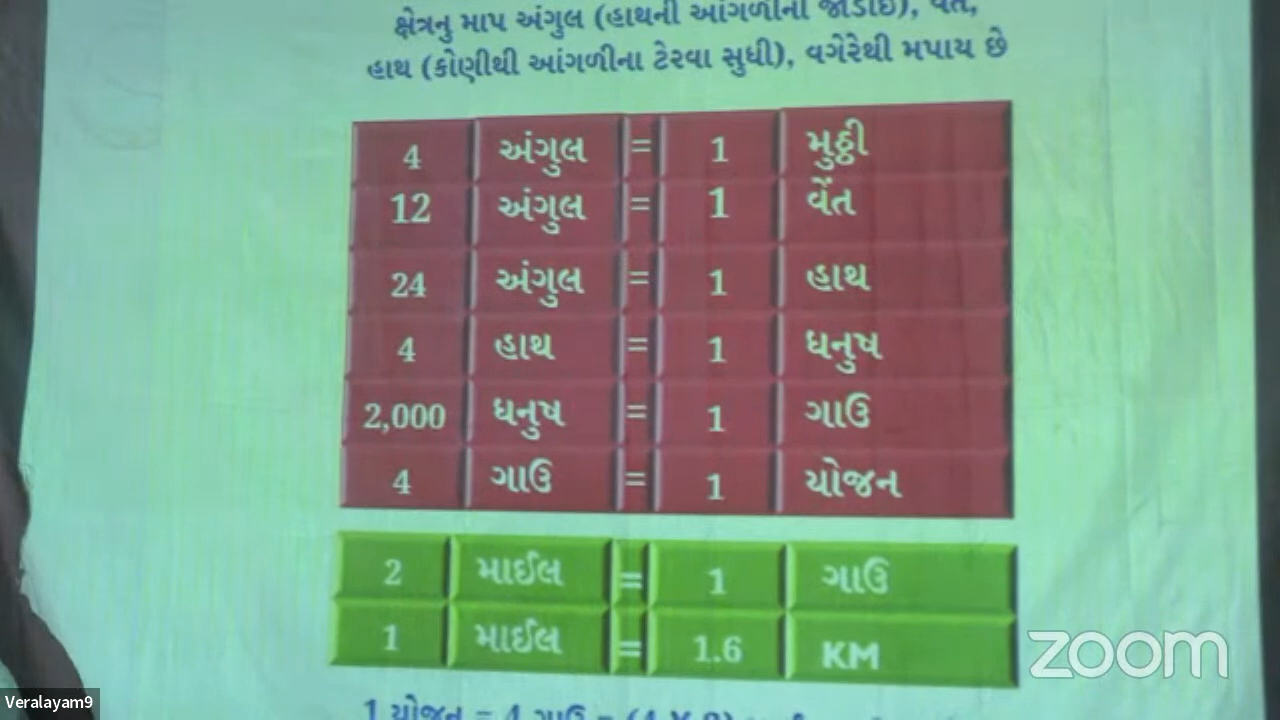 ક્ષેત્રનુ માપ અંગુલ (હાથની આંગળીની જાડાઇ), વેંત,
હાથ (કોણીથી આંગળીના ટેરવા સુધી), વગેરેથી મપાય છે
4 અંગુલ = 1 મુઠ્ઠી
12 અંગુલ = 1 વેંત
24 અંગુલ = 1 હાથ
4 હાથ = 1 ધનુષ
2,000 ધનુષ = 1 ગાઉ
4 ગાઉ = 1 યોજન
2 માઈલ = 1 ગાઉ
1 માઈલ = 1.6 KM
zoom
Veralayam9
1 યોજન = 4 ગાઉ =